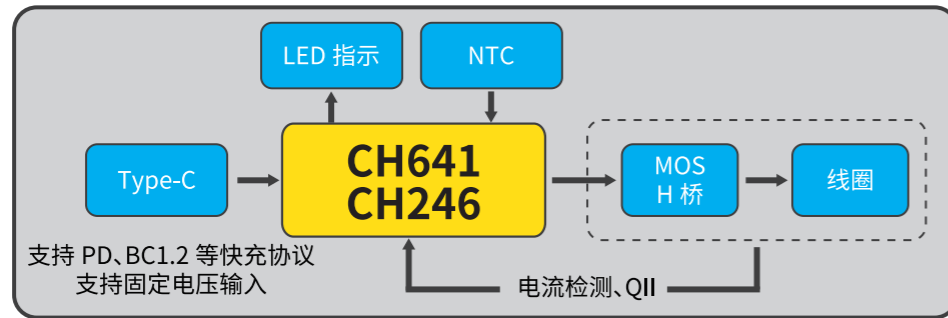 LED 指示
NTC
Type-C
CH641
CH246
MOS
H 桥
线圈
支持 PD、BC1.2 等快充协议
支持固定电压输入
电流检测、QII